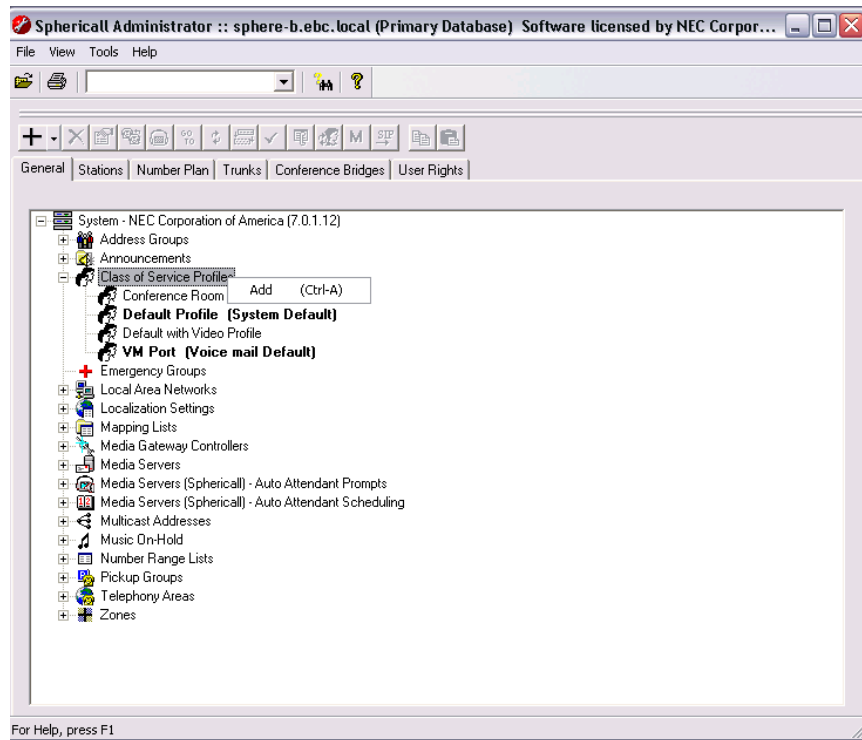 Sphericall Administrator :: sphere-b.ebc.local (Primary Database) Software licensed by NEC Corpor...
File View Tools Help
GO TO
M
SIP
General Stations Number Plan Trunks Conference Bridges User Rights
System - NEC Corporation of America (7.0.1.12)
Address Groups
Announcements
Class of Service Profiles
Add (Ctrl-A)
Conference Room
Default Profile (System Default)
Default with Video Profile
VM Port (Voice mail Default)
Emergency Groups
Local Area Networks
Localization Settings
Mapping Lists
Media Gateway Controllers
Media Servers
Media Servers (Sphericall) - Auto Attendant Prompts
Media Servers (Sphericall) - Auto Attendant Scheduling
Multicast Addresses
Music On-Hold
Number Range Lists
Pickup Groups
Telephony Areas
Zones
For Help, press F1